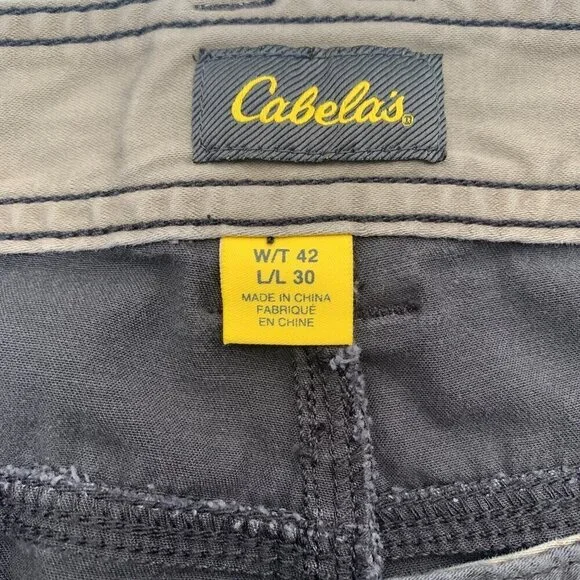 Cabela's®
W/T 42
L/L 30
MADE IN CHINA
FABRIQUÉ
EN CHINE